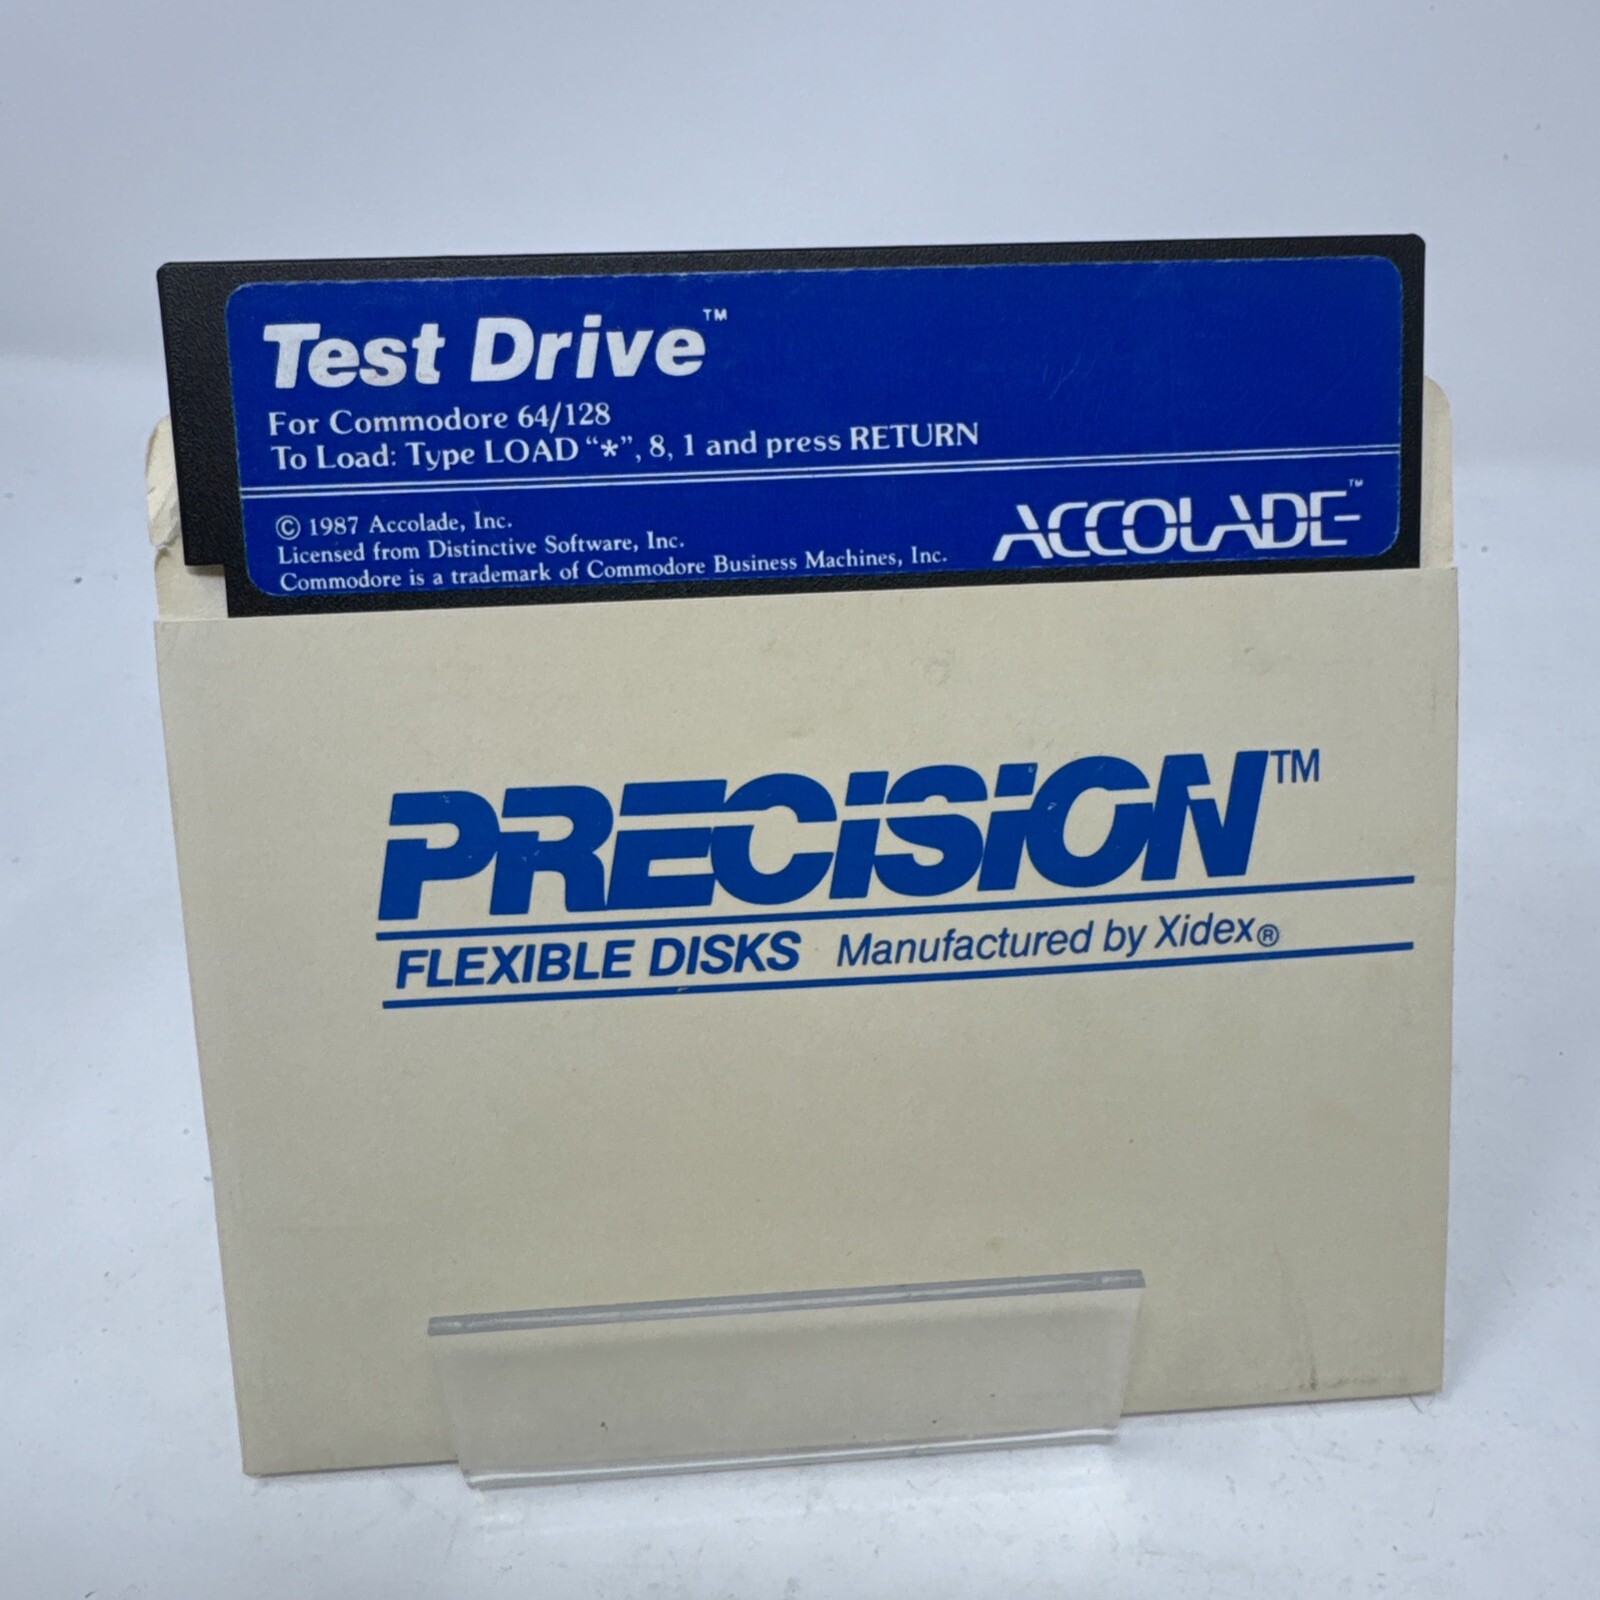 Test Drive™
For Commodore 64/128
To Load: Type LOAD “*”, 8, 1 and press RETURN
© 1987 Accolade, Inc.
Licensed from Distinctive Software, Inc.
Commodore is a trademark of Commodore Business Machines, Inc.
ACCOLADE™
PRECISION™
FLEXIBLE DISKS Manufactured by Xidex®